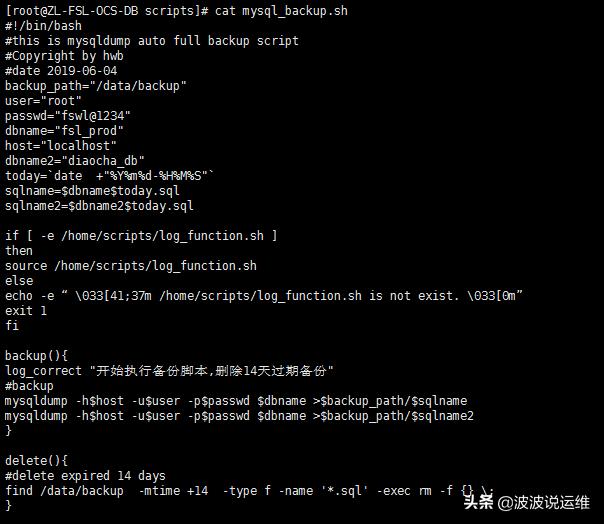 [root@ZL-FSL-OCS-DB scripts]# cat mysql_backup.sh
#!/bin/bash
#this is mysqldump auto full backup script
#Copyright by hwb
#date 2019-06-04
backup_path="/data/backup"
user="root"
passwd="fswl@1234"
dbname="fsl_prod"
host="localhost"
dbname2="diaocha_db"
today=`date  +"%Y%m%d-%H%M%S"`
sqlname=$dbname$today.sql
sqlname2=$dbname2$today.sql

if [ -e /home/scripts/log_function.sh ]
then
source /home/scripts/log_function.sh
else
echo -e “ \033[41;37m /home/scripts/log_function.sh is not exist. \033[0m”
exit 1
fi

backup(){
log_correct "开始执行备份脚本,删除14天过期备份"
#backup
mysqldump -h$host -u$user -p$passwd $dbname >$backup_path/$sqlname
mysqldump -h$host -u$user -p$passwd $dbname >$backup_path/$sqlname2
}

delete(){
#delete expired 14 days
find /data/backup  -mtime +14  -type f -name '*.sql' -exec rm -f {} \;
}
头条 @波波说运维